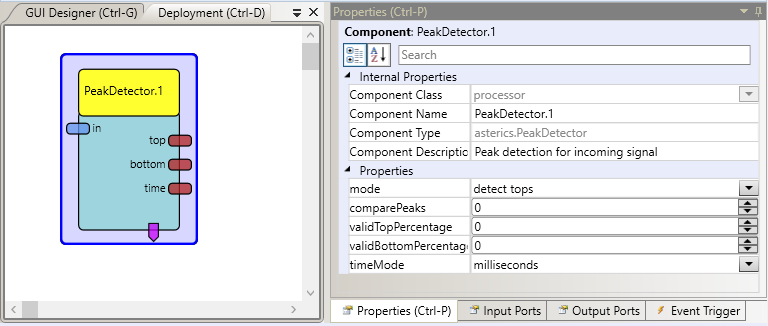 GUI Designer (Ctrl-G)
Deployment (Ctrl-D)
PeakDetector.1
in
top
bottom
time
Properties (Ctrl-P)
Component: PeakDetector.1
A
Z
Search
Internal Properties
Component Class processor
Component Name PeakDetector.1
Component Type asterics.PeakDetector
Component Descriptio Peak detection for incoming signal
Properties
mode detect tops
comparePeaks 0
validTopPercentage 0
validBottomPercentag 0
timeMode milliseconds
Properties (Ctrl-P)
Input Ports
Output Ports
Event Trigger